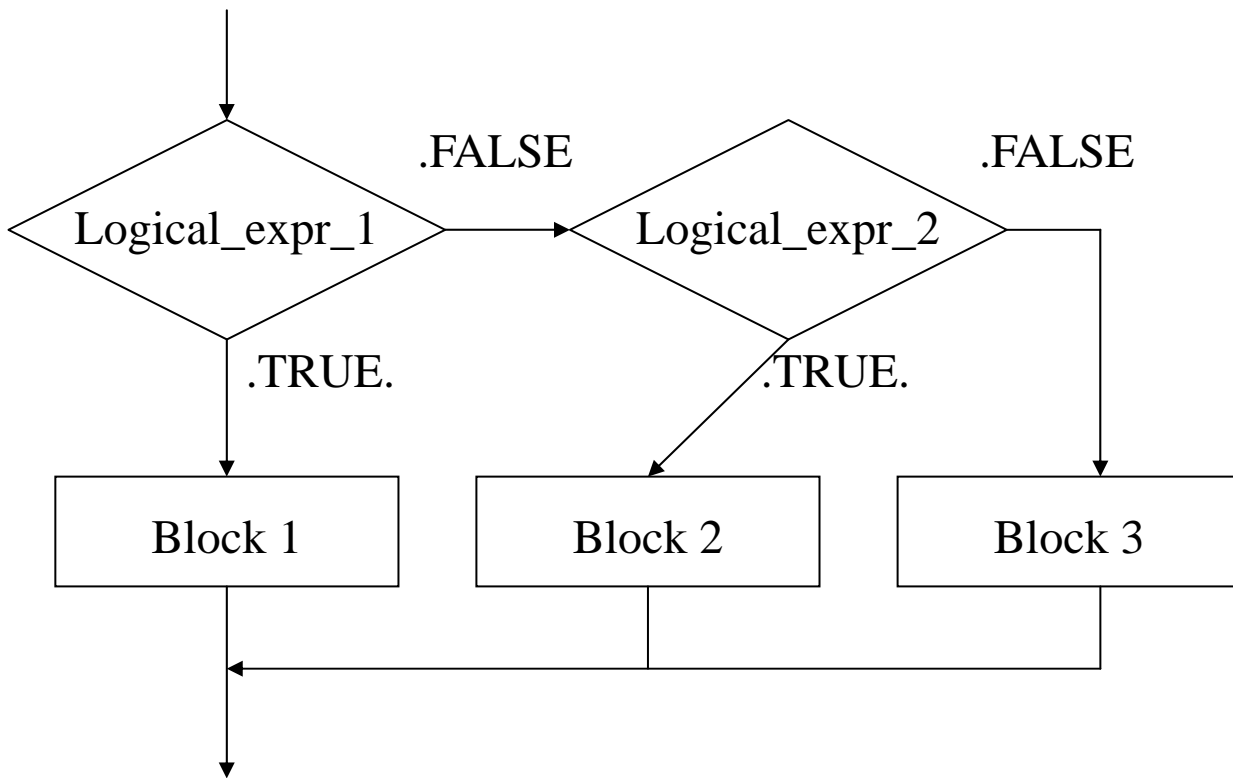 .FALSE
.FALSE
Logical_expr_1
Logical_expr_2
.TRUE.
.TRUE.
Block 1
Block 2
Block 3